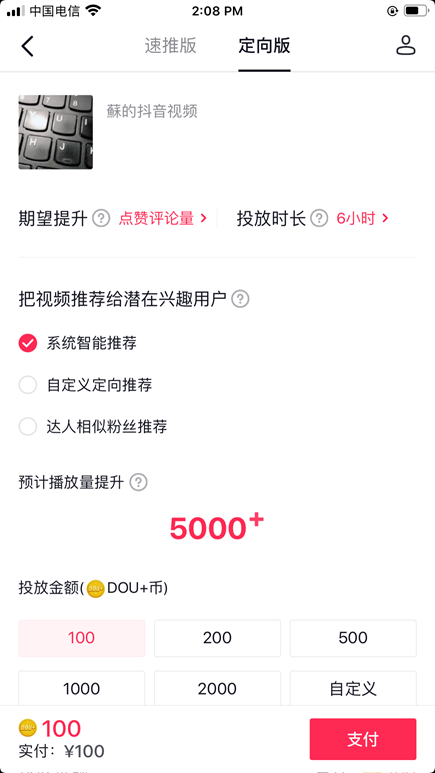 中国电信 2:08 PM
速推版 定向版
蘇的抖音视频
期望提升 点赞评论量 投放时长 6小时
把视频推荐给潜在兴趣用户
系统智能推荐
自定义定向推荐
达人相似粉丝推荐
预计播放量提升
5000+
投放金额(DOU+币)
100 200 500
1000 2000 自定义
100
实付：¥100
支付